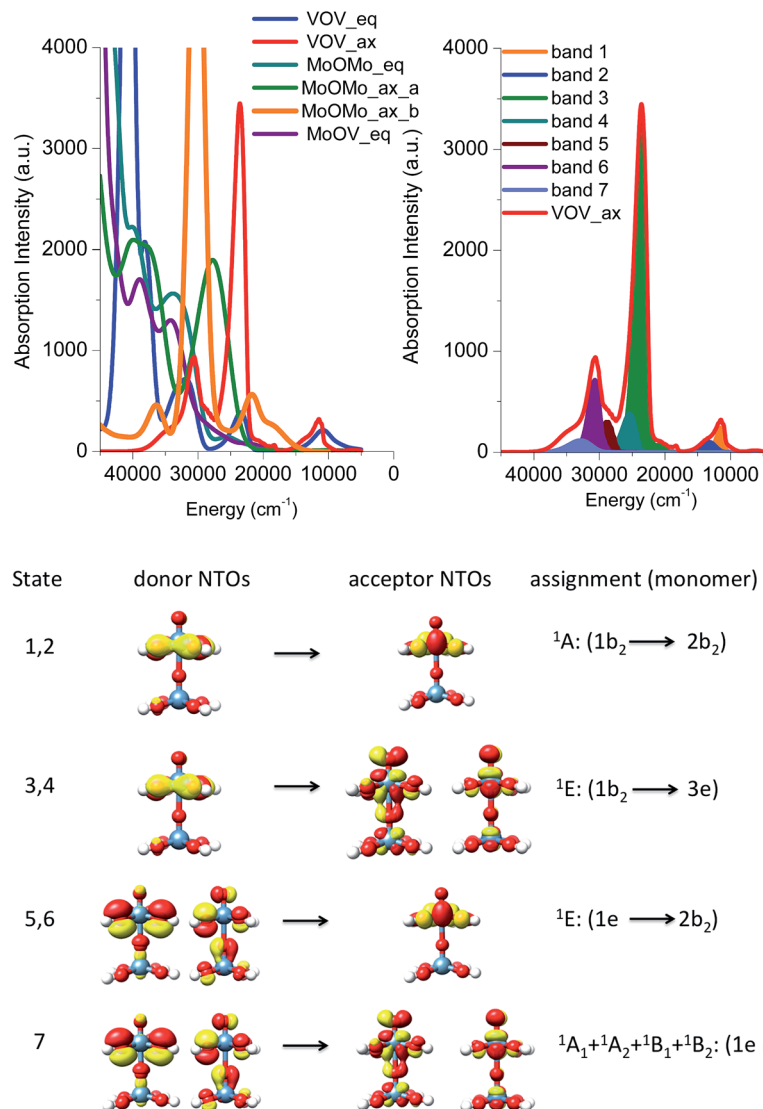 4000
3000
2000
1000
0
Absorption Intensity (a.u.)
40000 30000 20000 10000 0
Energy (cm⁻¹)
VOV_eq
VOV_ax
MoOMo_eq
MoOMo_ax_a
MoOMo_ax_b
MoOV_eq
4000
3000
2000
1000
0
Absorption Intensity (a.u.)
40000 30000 20000 10000
Energy (cm⁻¹)
band 1
band 2
band 3
band 4
band 5
band 6
band 7
VOV_ax
State donor NTOs acceptor NTOs assignment (monomer)
1,2 ¹A: (1b₂ → 2b₂)
3,4 ¹E: (1b₂ → 3e)
5,6 ¹E: (1e → 2b₂)
7 ¹A₁+¹A₂+¹B₁+¹B₂: (1e